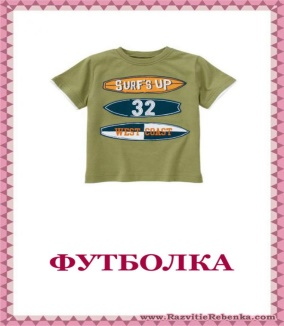 SURF'S UP
32
WEST COAST
ФУТБОЛКА
www.RazvitieRebenka.com